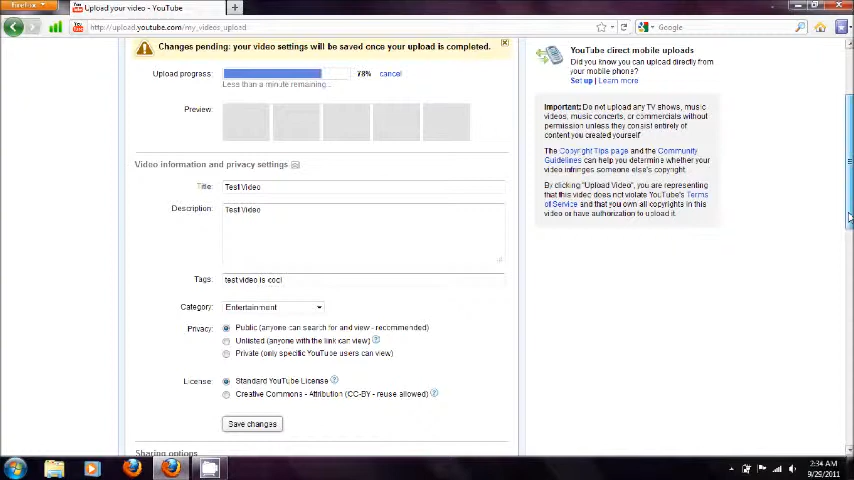 Firefox
Upload your video - YouTube
http://upload.youtube.com/my_videos_upload
Google
Changes pending: your video settings will be saved once your upload is completed.
Upload progress:
78%
cancel
Less than a minute remaining...
Preview:
Video information and privacy settings
Title:
Test Video
Description:
Test Video
Tags:
test video is cool
Category:
Entertainment
Privacy:
Public (anyone can search for and view - recommended)
Unlisted (anyone with the link can view)
Private (only specific YouTube users can view)
License:
Standard YouTube License
Creative Commons - Attribution (CC-BY - reuse allowed)
Save changes
Sharing options
YouTube direct mobile uploads
Did you know you can upload directly from
your mobile phone?
Set up | Learn more
Important: Do not upload any TV shows, music
videos, music concerts, or commercials without
permission unless they consist entirely of
content you created yourself
The Copyright Tips page and the Community
Guidelines can help you determine whether your
video infringes someone else's copyright.
By clicking "Upload Video", you are representing
that this video does not violate YouTube's Terms
of Service and that you own all copyrights in this
video or have authorization to upload it.
2:34 AM
9/29/2011